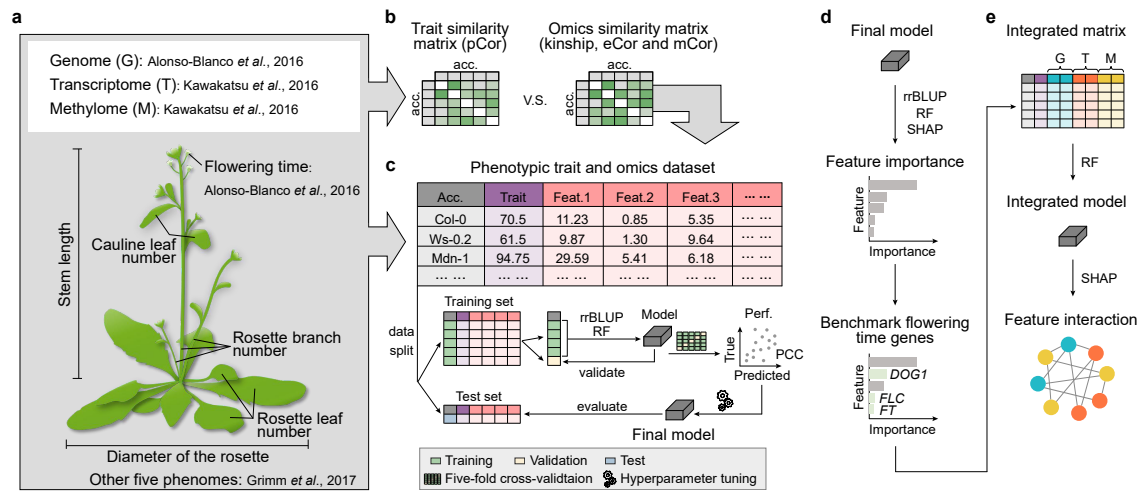 a
Genome (G): Alonso-Blanco et al., 2016
Transcriptome (T): Kawakatsu et al., 2016
Methylome (M): Kawakatsu et al., 2016
Flowering time:
Alonso-Blanco et al., 2016
Cauline leaf
number
Stem length
Rosette branch
number
Rosette leaf
number
Diameter of the rosette
Other five phenomes: Grimm et al., 2017
b
Trait similarity
matrix (pCor)
acc.
acc.
V.S.
Omics similarity matrix
(kinship, eCor and mCor)
acc.
acc.
c
Phenotypic trait and omics dataset
Acc. Trait Feat.1 Feat.2 Feat.3 ... ...
Col-0 70.5 11.23 0.85 5.35 ... ...
Ws-0.2 61.5 9.87 1.30 9.64 ... ...
Mdn-1 94.75 29.59 5.41 6.18 ... ...
... ... ... ... ... ... ... ... ... ... ... ...
data
split
Training set
rrBLUP
RF
Model
validate
Perf.
True
PCC
Predicted
Test set
evaluate
Final model
Training Validation Test
Five-fold cross-validtaion Hyperparameter tuning
d
Final model
rrBLUP
RF
SHAP
Feature importance
Feature
Importance
Benchmark flowering
time genes
Feature
DOG1
FLC
FT
Importance
e
Integrated matrix
G T M
RF
Integrated model
SHAP
Feature interaction